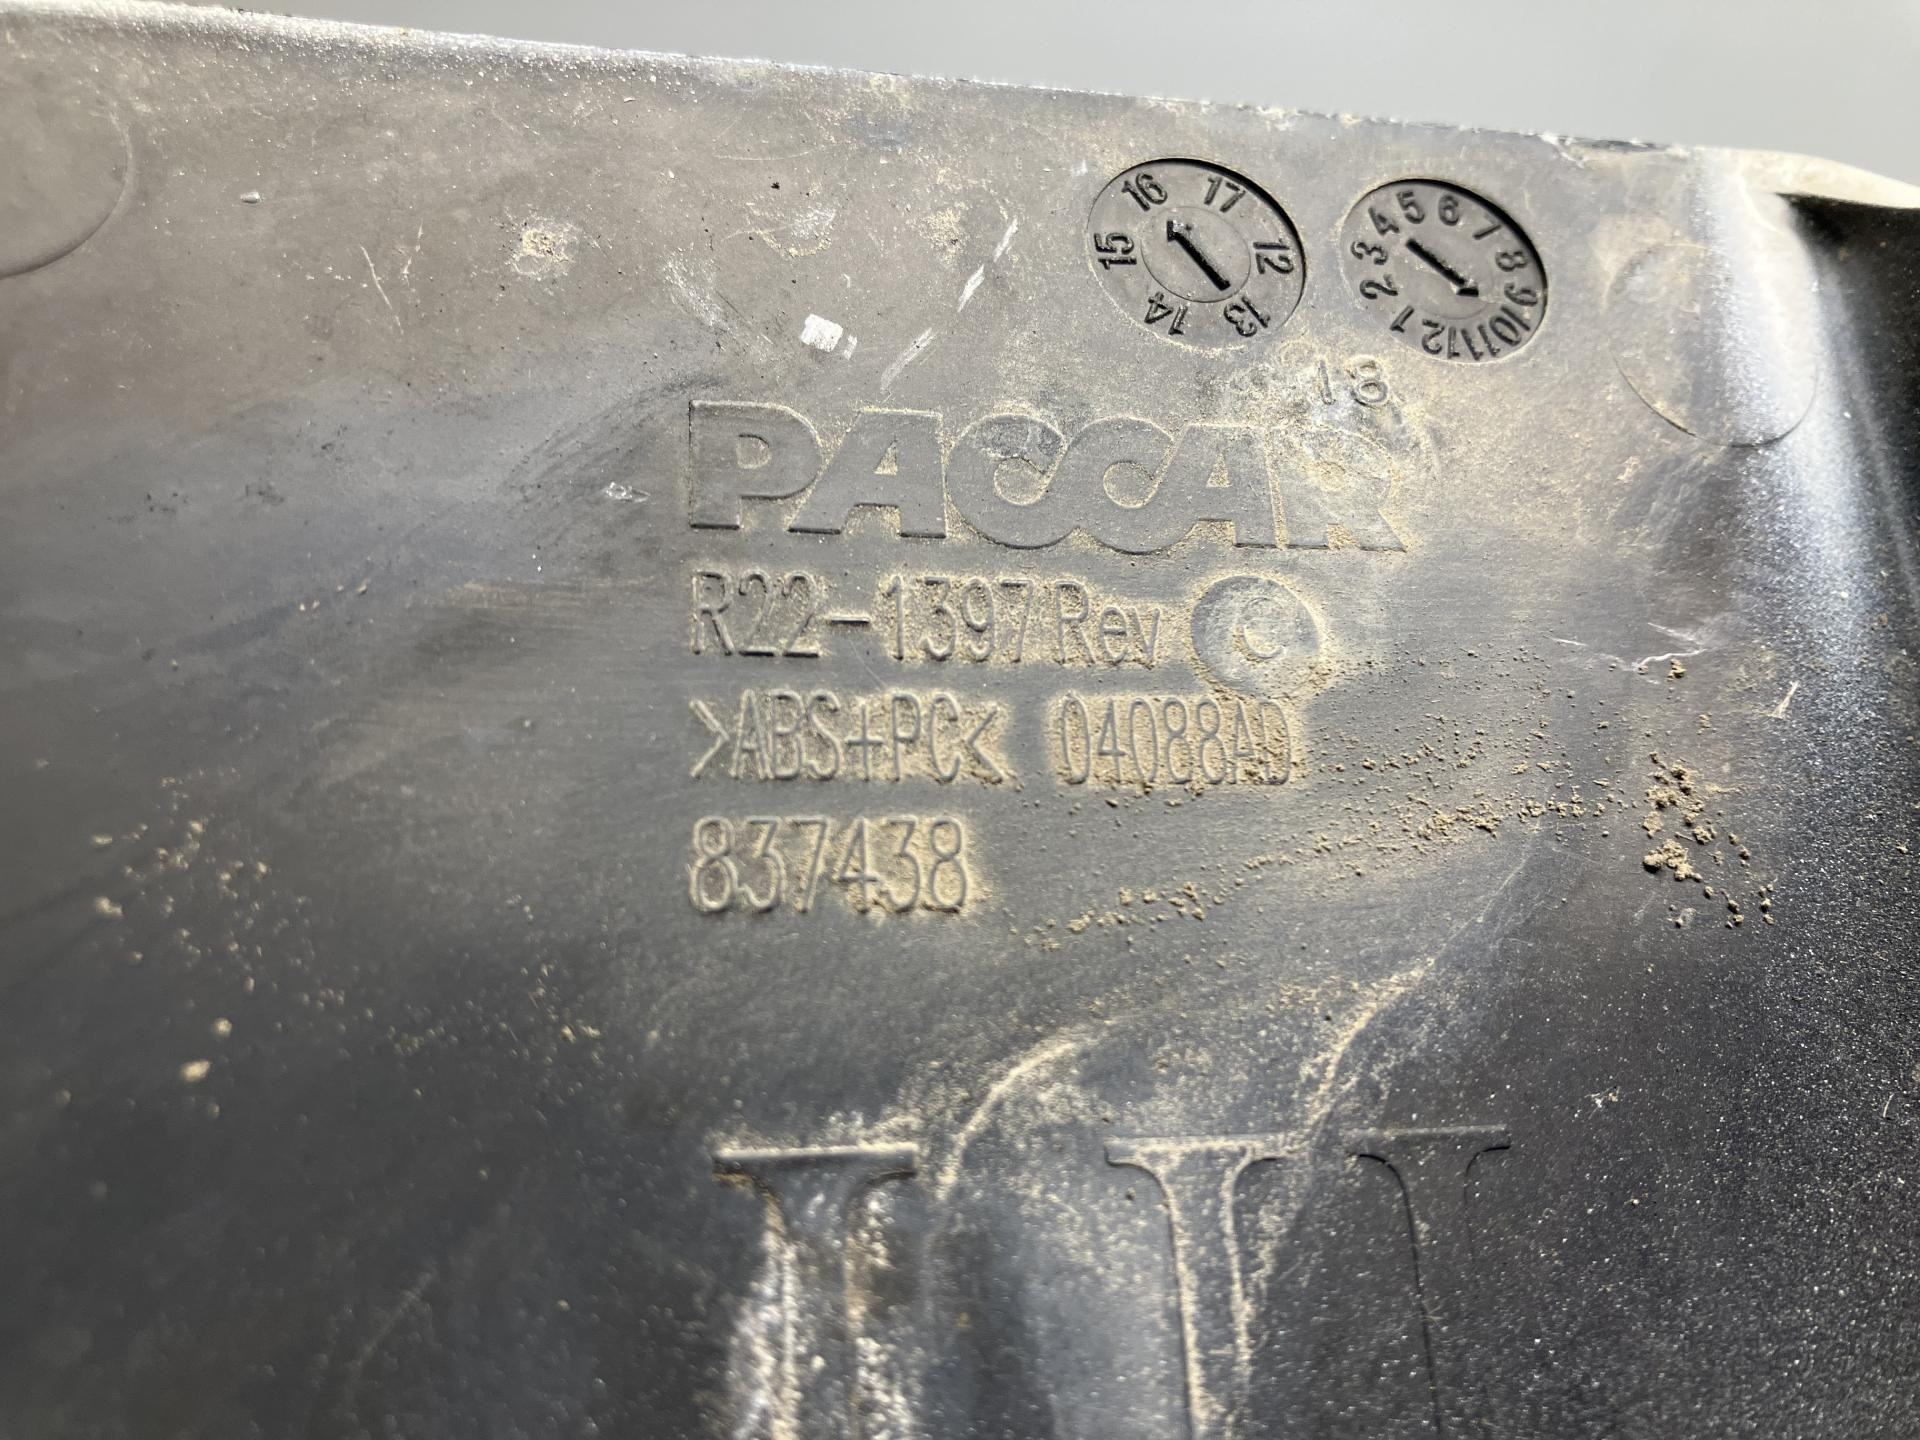 16 17 12 13 14 15
1 2 3 4 5 6 7 8 9 10 11 12
18
PACCAR
R22-1397 Rev C
>ABS+PC< 04088AD
837438